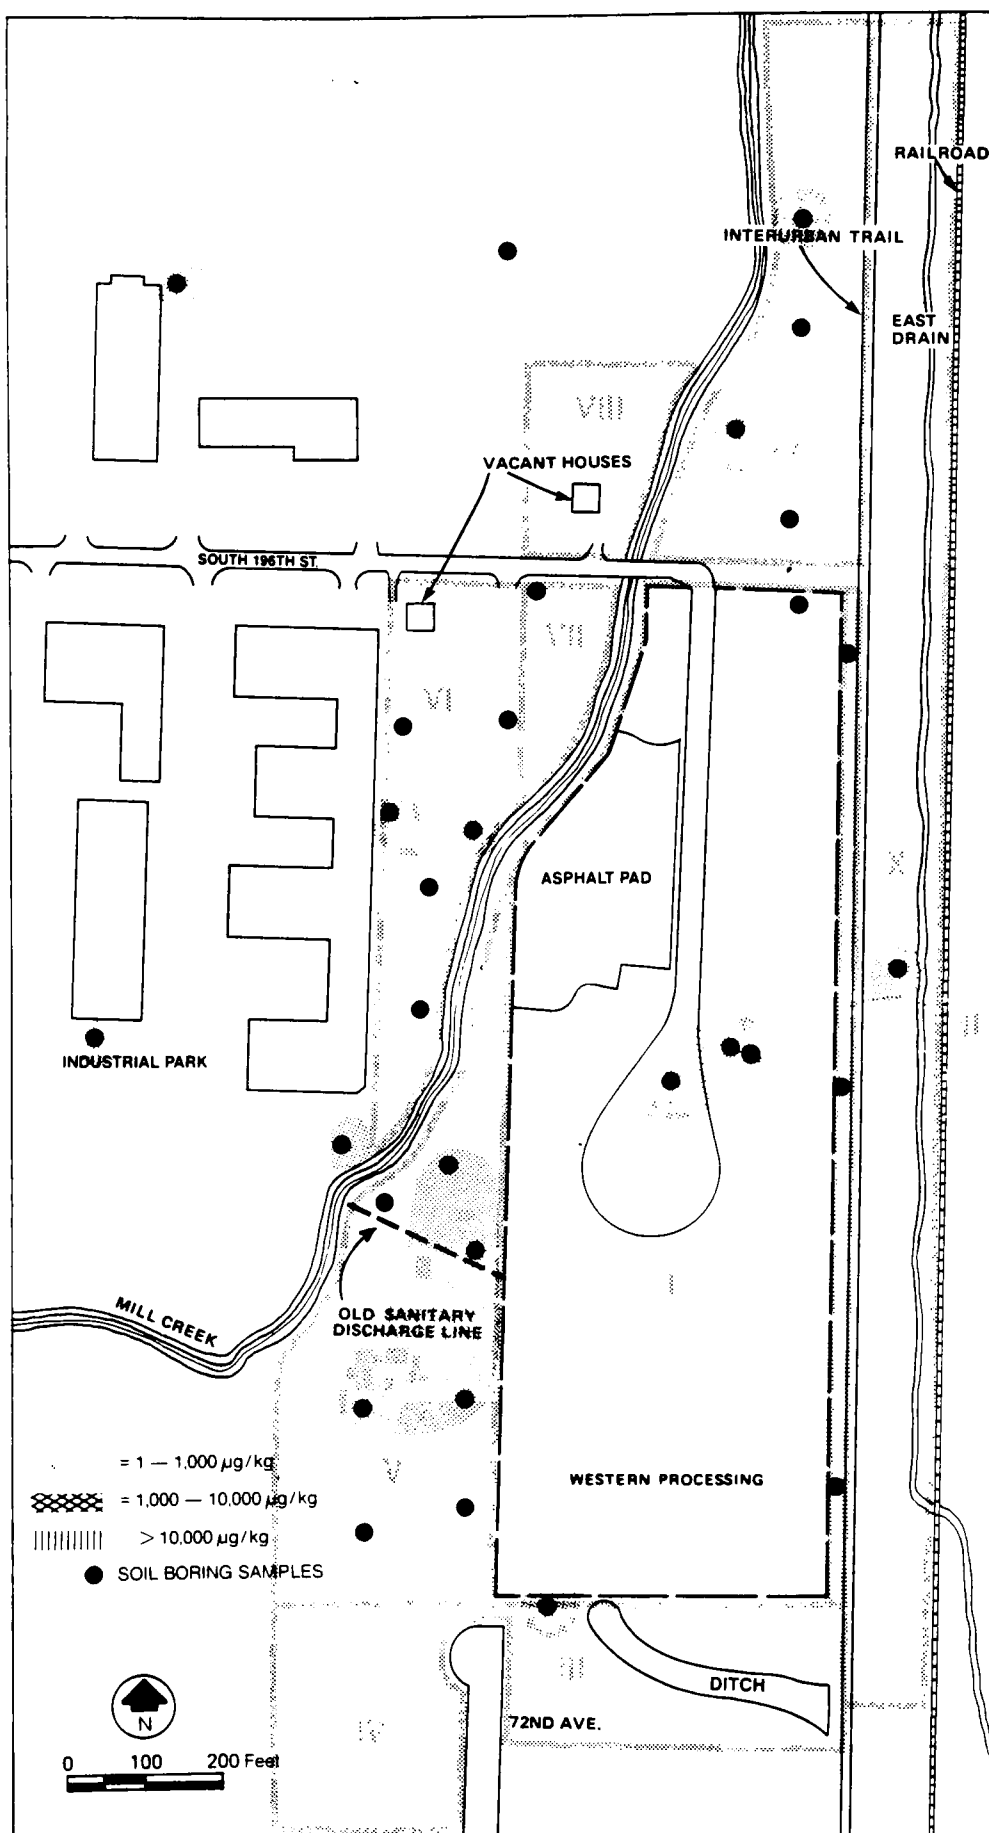 RAILROAD
INTERURBAN TRAIL
EAST
DRAIN
VIII
VACANT HOUSES
SOUTH 196TH ST.
VII
VI
X
ASPHALT PAD
INDUSTRIAL PARK
II
I
MILL CREEK
OLD SANITARY
DISCHARGE LINE
V
= 1 — 1,000 µg/kg
= 1,000 — 10,000 µg/kg
> 10,000 µg/kg
SOIL BORING SAMPLES
WESTERN PROCESSING
III
DITCH
IV
72ND AVE.
N
0 100 200 Feet